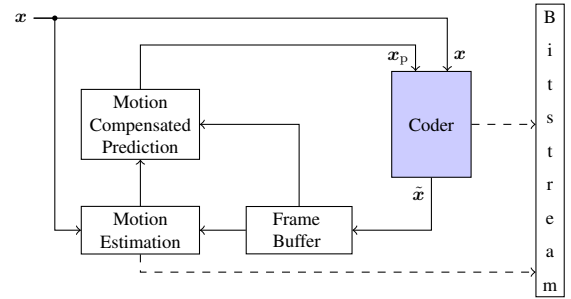 x
x_p
x
Motion
Compensated
Prediction
Coder
x̃
Motion
Estimation
Frame
Buffer
B
i
t
s
t
r
e
a
m